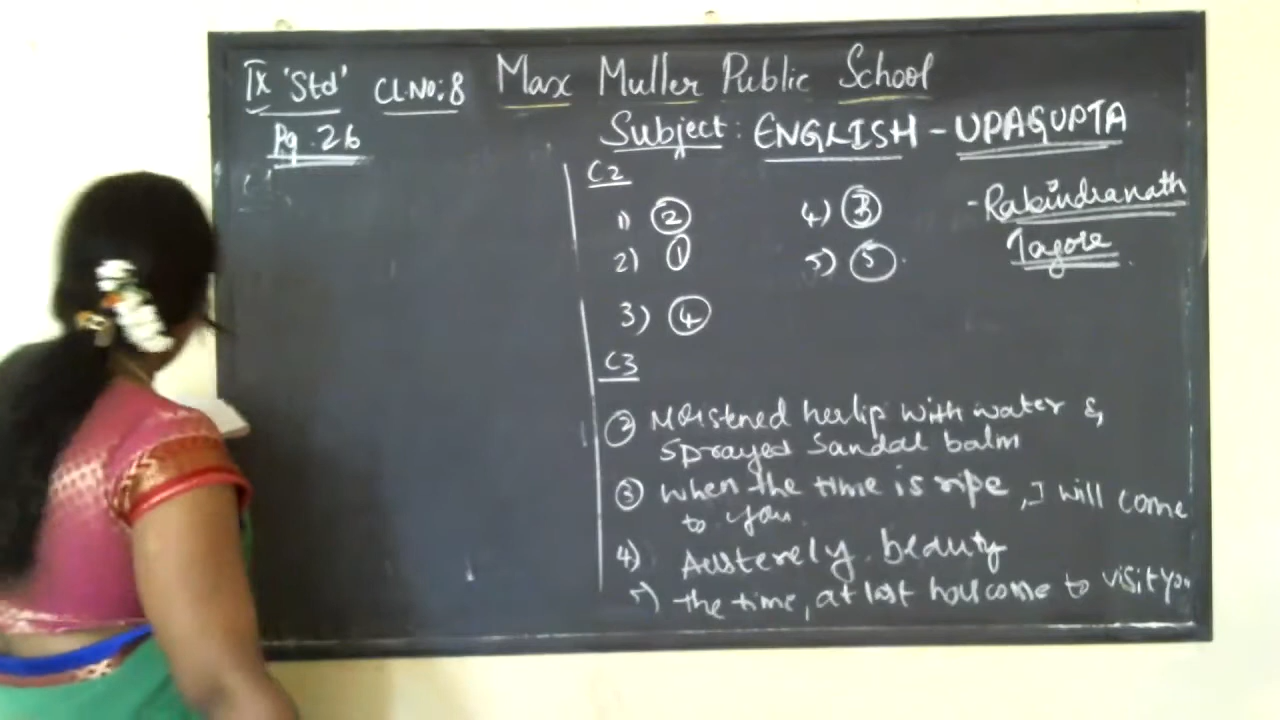 IX 'Std' Cl.No:8 Max Muller Public School
Pg. 26
Subject: ENGLISH - UPAGUPTA
- Rabindranath
Tagore
C2
1) 2
2) 1
3) 4
4) 3
5) 5
C3
2 Moistened her lip with water &
sprayed sandal balm
3 When the time is ripe, I will come
to you.
4) Austerely beauty
5) the time, at last has come to visit you